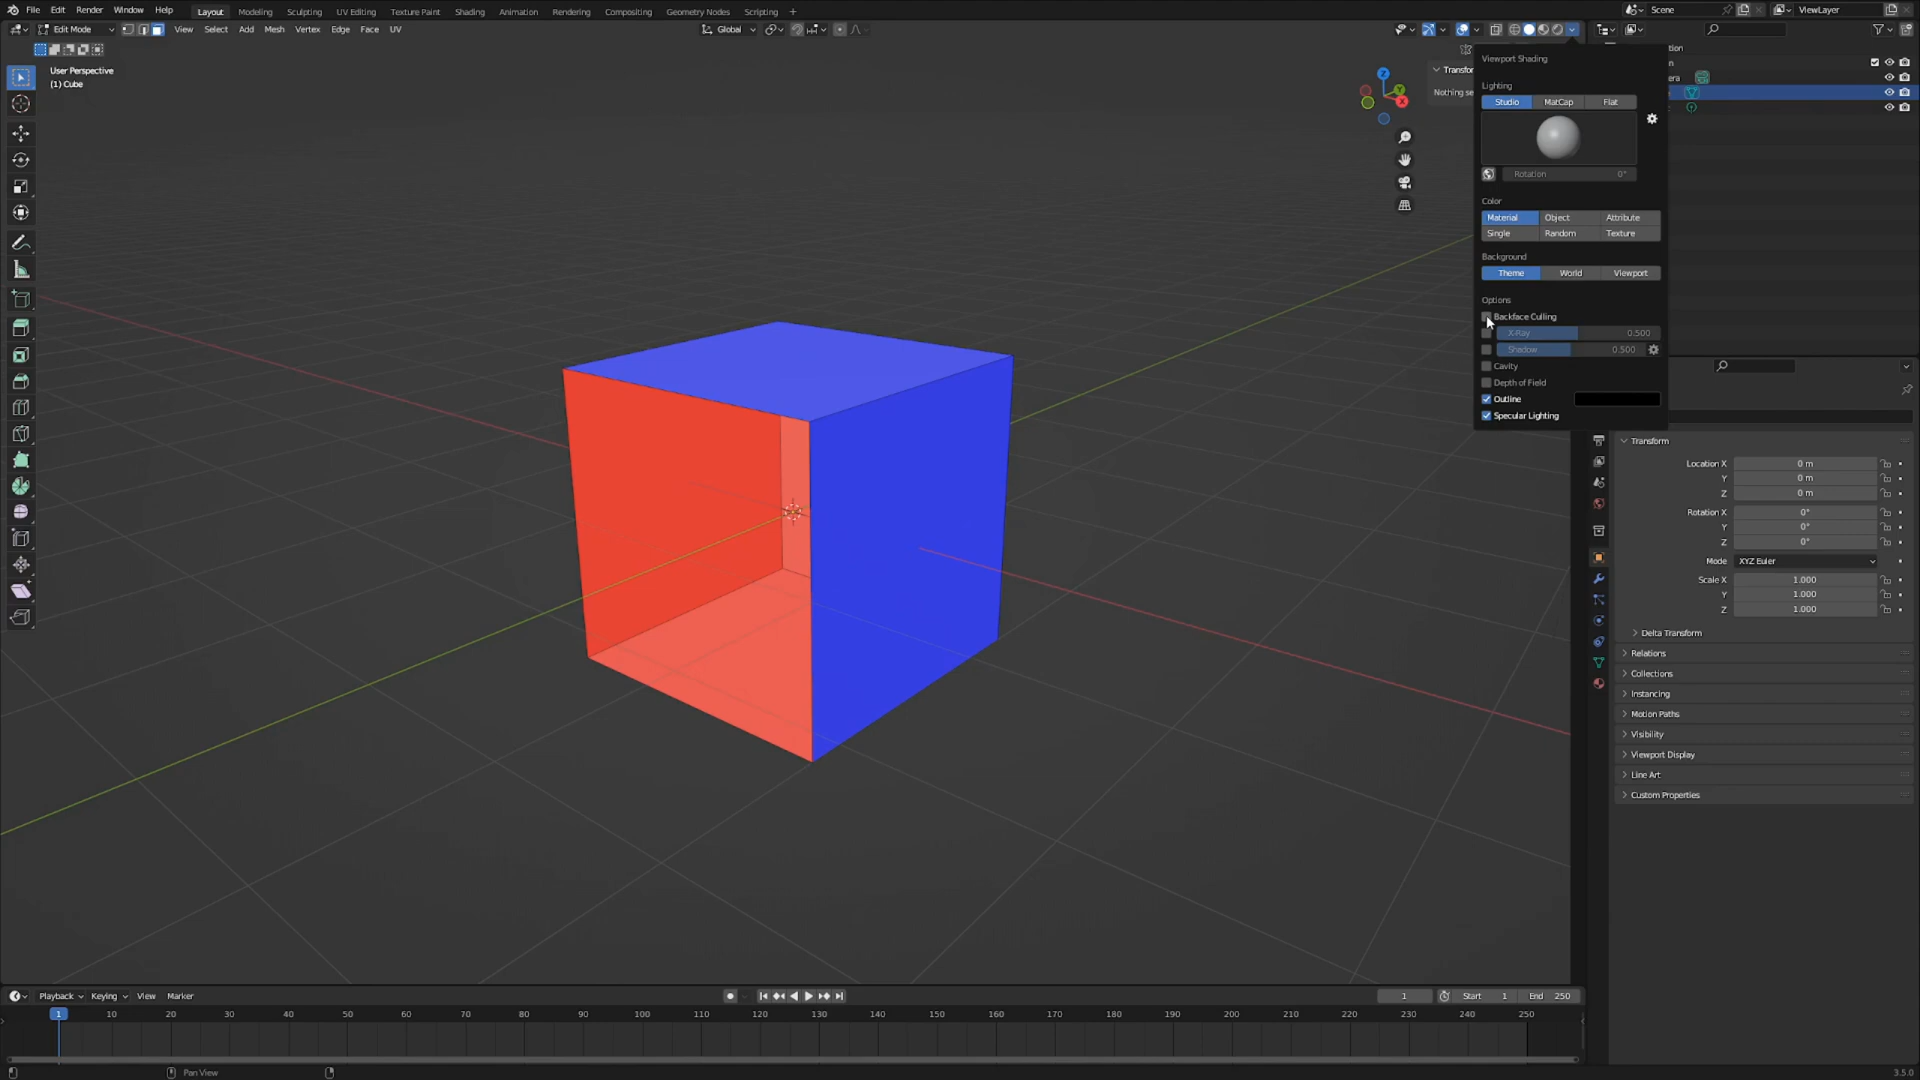 File Edit Render Window Help Layout Modeling Sculpting UV Editing Texture Paint Shading Animation Rendering Compositing Geometry Nodes Scripting + Scene ViewLayer
Edit Mode View Select Add Mesh Vertex Edge Face UV Global
User Perspective
(1) Cube
Transfor
Nothing se
Viewport Shading
Lighting
Studio MatCap Flat
Rotation 0°
Color
Material Object Attribute
Single Random Texture
Background
Theme World Viewport
Options
Backface Culling
X-Ray 0.500
Shadow 0.500
Cavity
Depth of Field
Outline
Specular Lighting
Z
Y
X
ction
n
era
Transform
Location X 0 m
Y 0 m
Z 0 m
Rotation X 0°
Y 0°
Z 0°
Mode XYZ Euler
Scale X 1.000
Y 1.000
Z 1.000
Delta Transform
Relations
Collections
Instancing
Motion Paths
Visibility
Viewport Display
Line Art
Custom Properties
Playback Keying View Marker 1 Start 1 End 250
1 10 20 30 40 50 60 70 80 90 100 110 120 130 140 150 160 170 180 190 200 210 220 230 240 250
Pan View 3.5.0